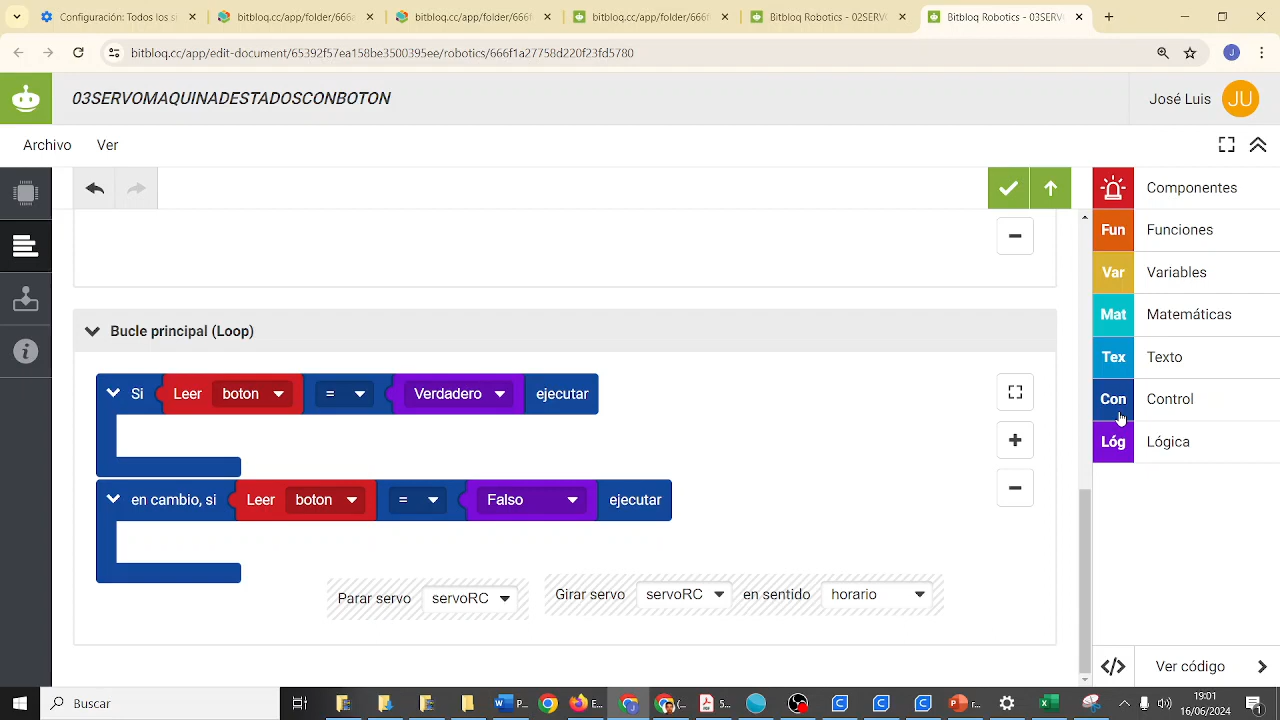 Configuración: Todos los si
bitbloq.cc/app/folder/666a
bitbloq.cc/app/folder/666f
bitbloq.cc/app/folder/666f
Bitbloq Robotics - 02SERV
Bitbloq Robotics - 03SERV
bitbloq.cc/app/edit-document/65392f57ea158be3500395ee/robotics/666f1a27758d220f23fd5780
J
03SERVOMAQUINADESTADOSCONBOTON
José Luis
JU
Archivo
Ver
Componentes
Fun
Funciones
Var
Variables
Mat
Matemáticas
Tex
Texto
Con
Control
Lóg
Lógica
Bucle principal (Loop)
Si Leer boton = Verdadero ejecutar
en cambio, si Leer boton = Falso ejecutar
Parar servo servoRC
Girar servo servoRC en sentido horario
</> Ver código
Buscar
P...
(...
S...
P...
19:01
16/06/2024